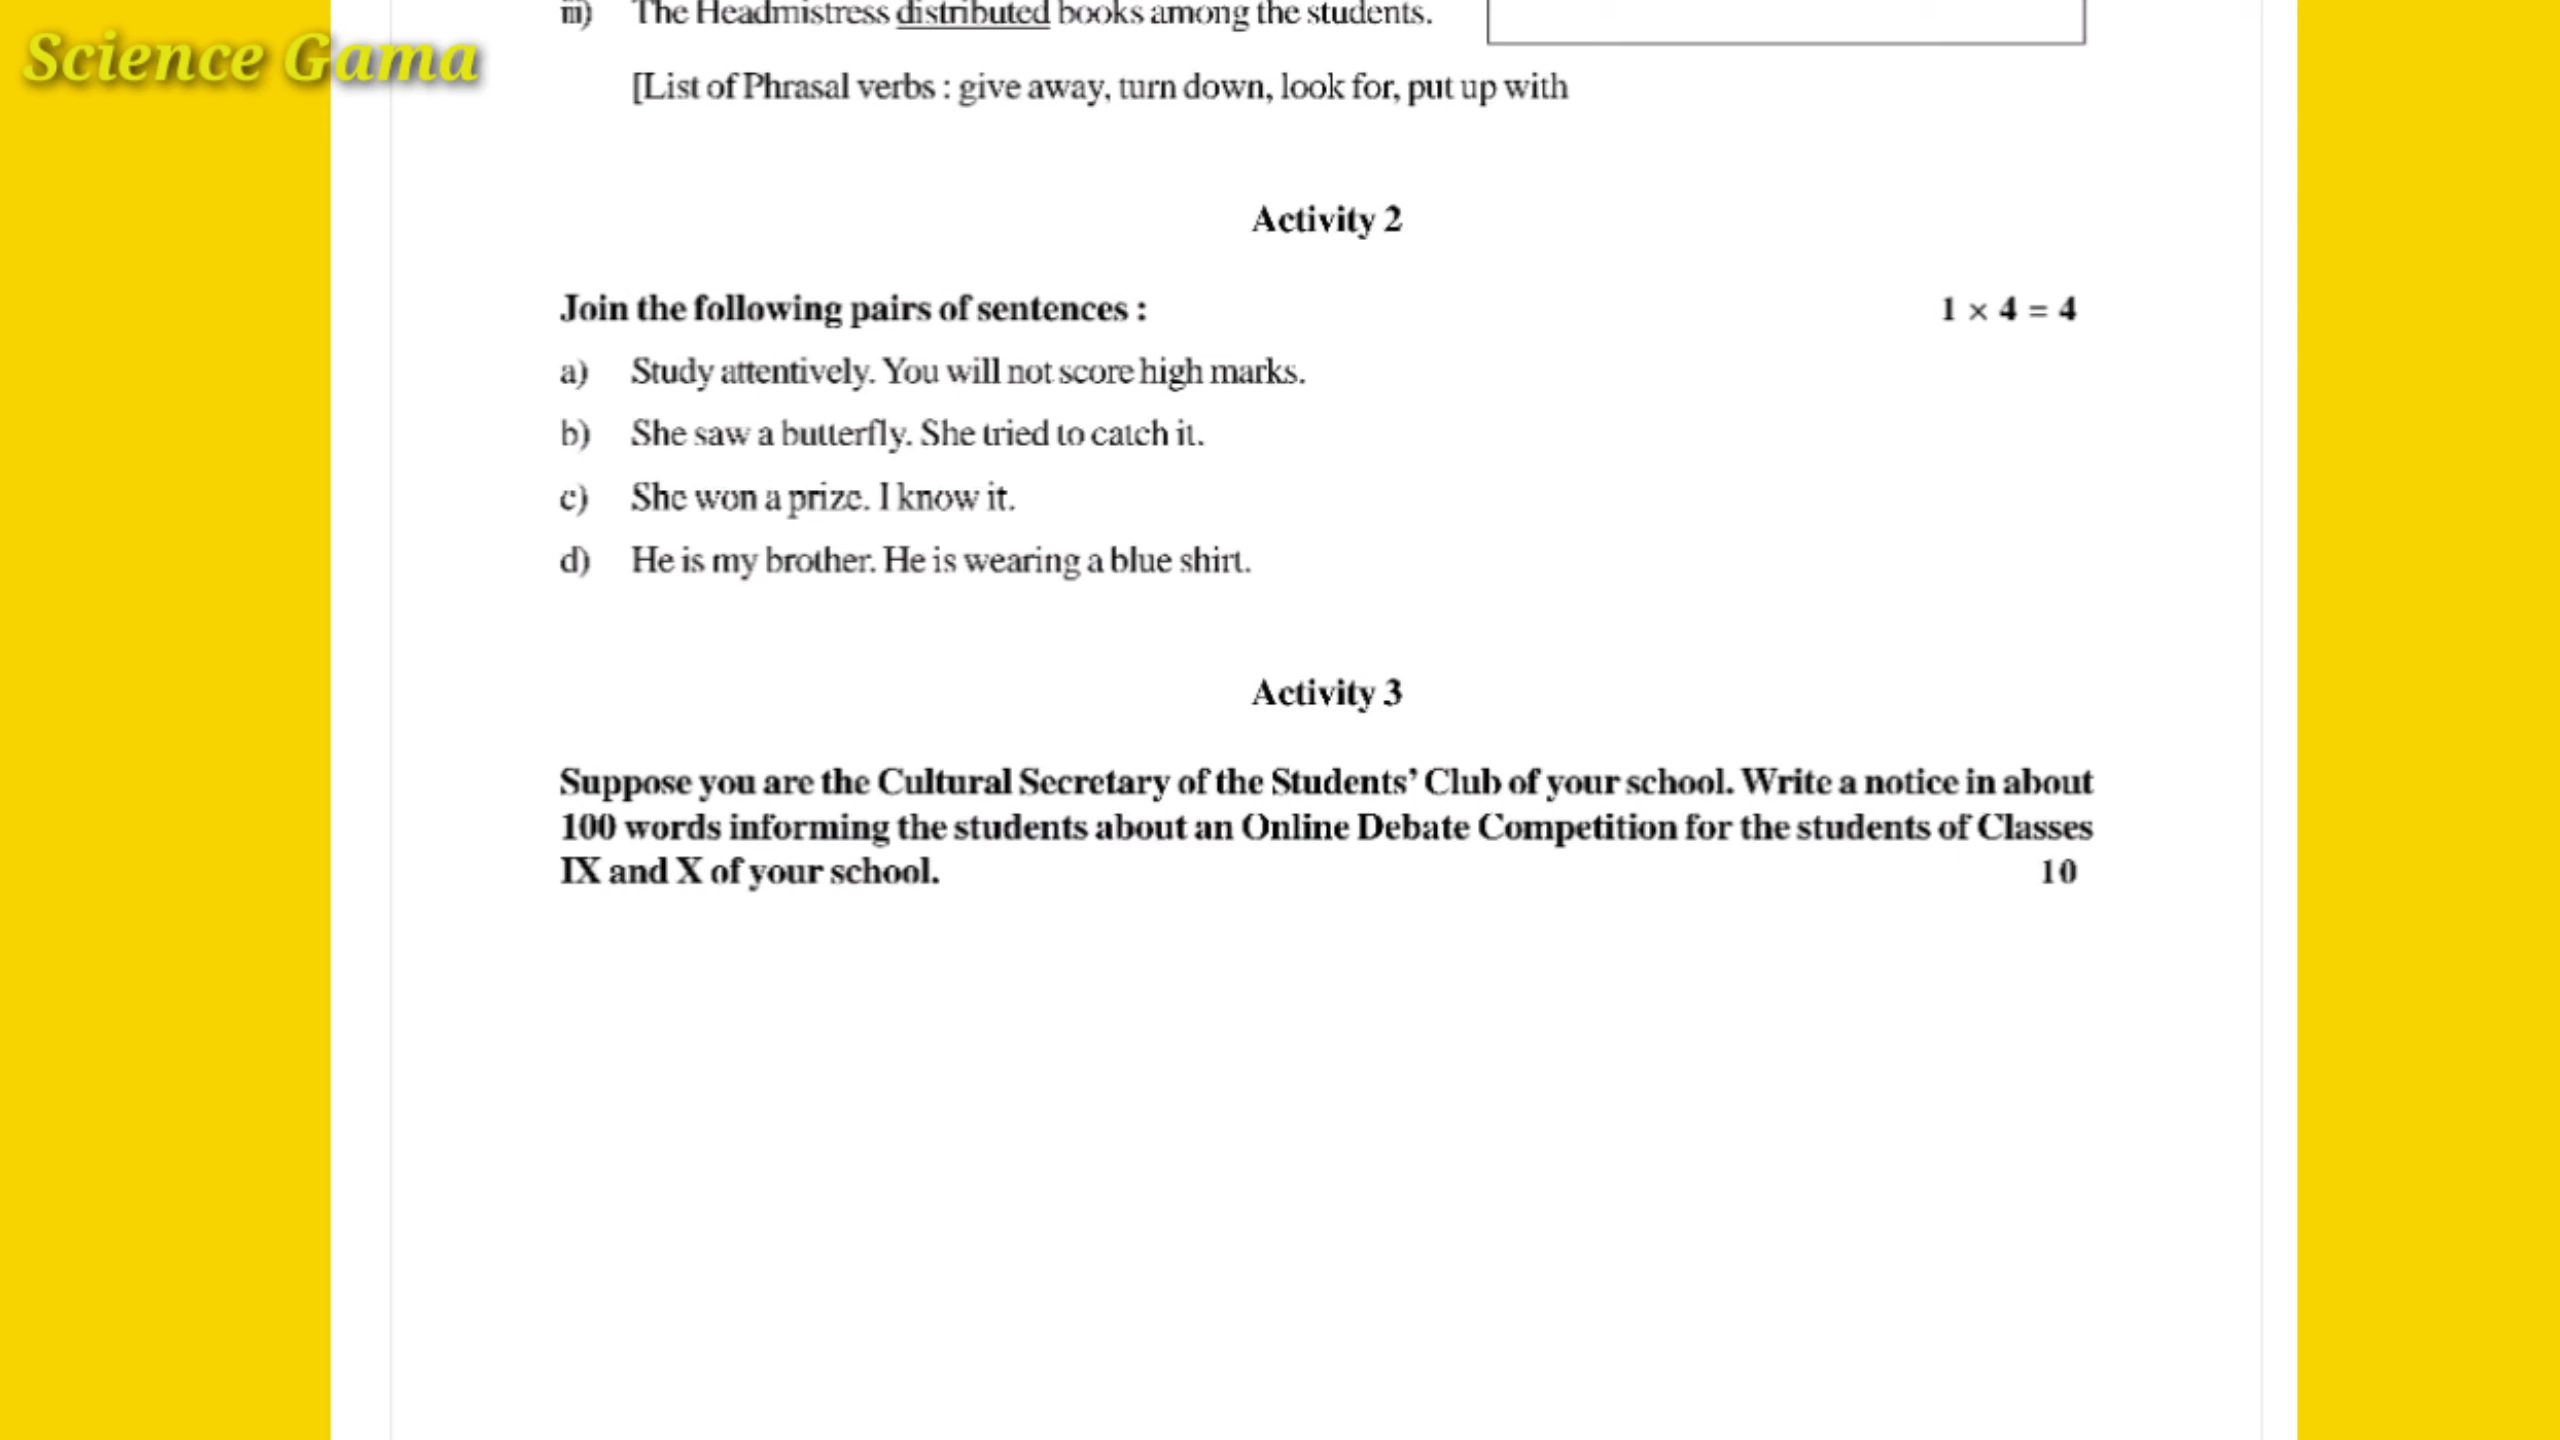 Science Gama
iii) The Headmistress distributed books among the students.
[List of Phrasal verbs : give away, turn down, look for, put up with
Activity 2
Join the following pairs of sentences : 1 × 4 = 4
a) Study attentively. You will not score high marks.
b) She saw a butterfly. She tried to catch it.
c) She won a prize. I know it.
d) He is my brother. He is wearing a blue shirt.
Activity 3
Suppose you are the Cultural Secretary of the Students' Club of your school. Write a notice in about
100 words informing the students about an Online Debate Competition for the students of Classes
IX and X of your school. 10